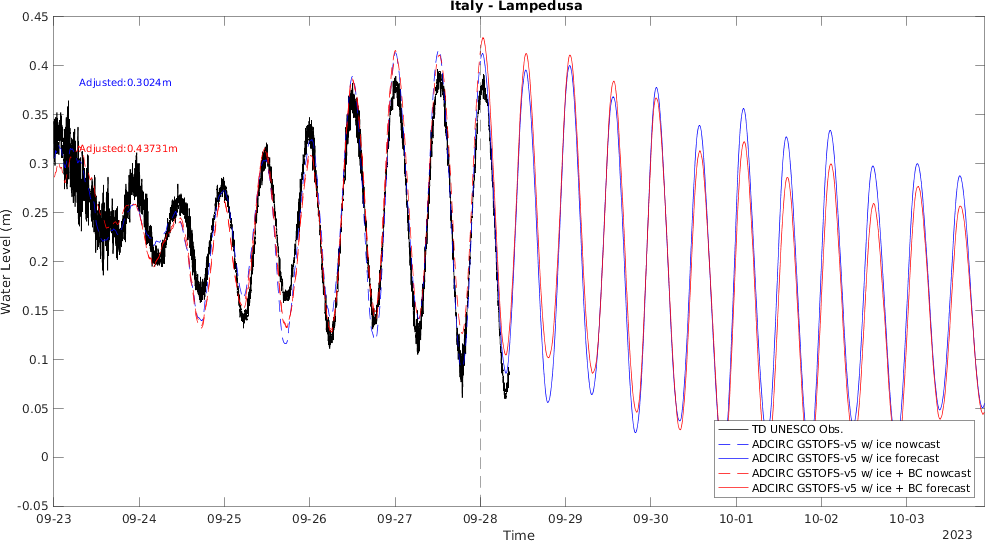 Italy - Lampedusa
0.45
0.4
0.35
0.3
0.25
0.2
0.15
0.1
0.05
0
-0.05
Water Level (m)
Adjusted:0.3024m
Adjusted:0.43731m
TD UNESCO Obs.
ADCIRC GSTOFS-v5 w/ ice nowcast
ADCIRC GSTOFS-v5 w/ ice forecast
ADCIRC GSTOFS-v5 w/ ice + BC nowcast
ADCIRC GSTOFS-v5 w/ ice + BC forecast
09-23 09-24 09-25 09-26 09-27 09-28 09-29 09-30 10-01 10-02 10-03
Time
2023